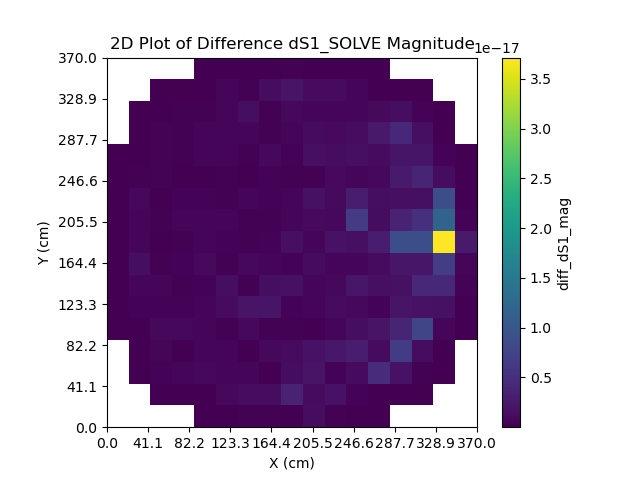 2D Plot of Difference dS1_SOLVE Magnitude
1e−17
370.0
328.9
287.7
246.6
205.5
164.4
123.3
82.2
41.1
0.0
Y (cm)
0.0 41.1 82.2 123.3 164.4 205.5 246.6 287.7 328.9 370.0
X (cm)
3.5
3.0
2.5
2.0
1.5
1.0
0.5
diff_dS1_mag